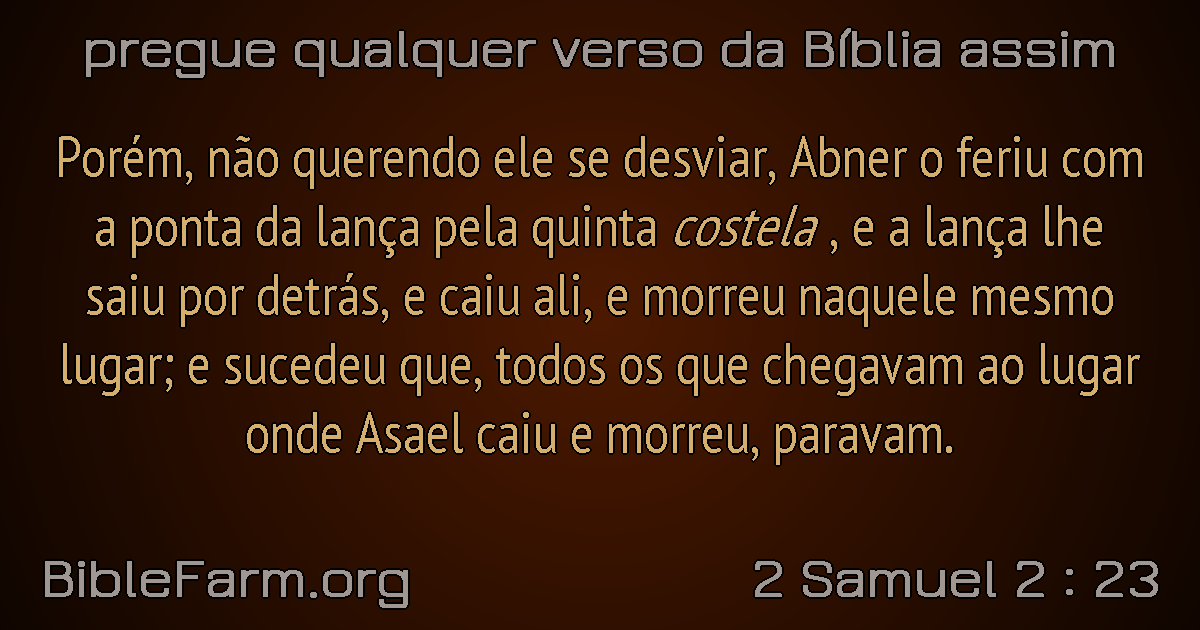 pregue qualquer verso da Bíblia assim
Porém, não querendo ele se desviar, Abner o feriu com
a ponta da lança pela quinta costela , e a lança lhe
saiu por detrás, e caiu ali, e morreu naquele mesmo
lugar; e sucedeu que, todos os que chegavam ao lugar
onde Asael caiu e morreu, paravam.
BibleFarm.org
2 Samuel 2 : 23